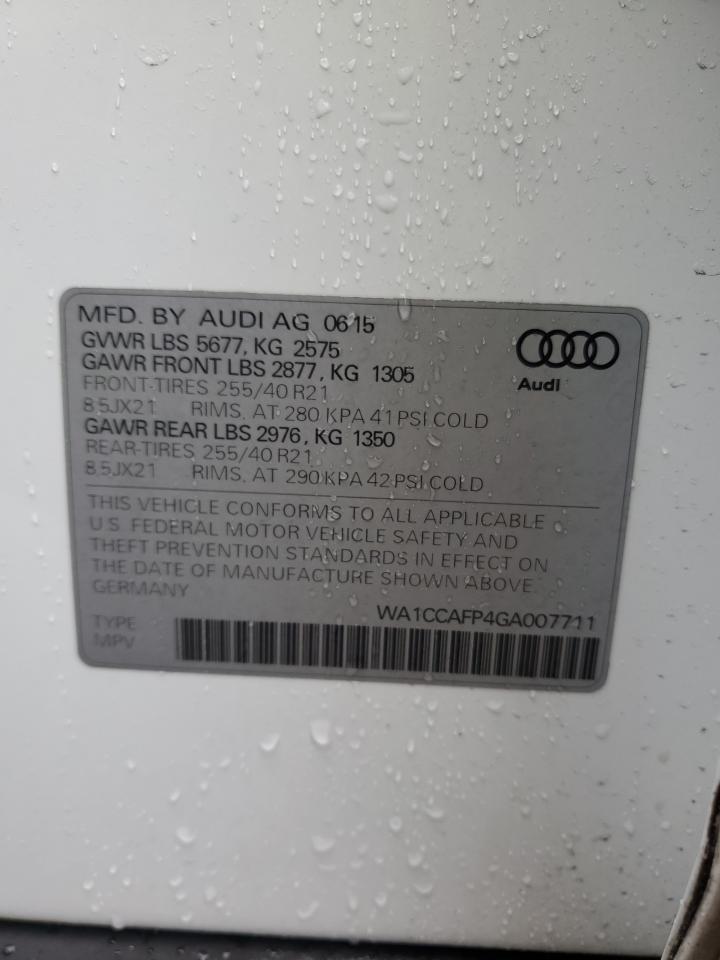 MFD. BY AUDI AG 0615
GVWR LBS 5677, KG 2575
GAWR FRONT LBS 2877, KG 1305
FRONT-TIRES 255/40 R21
8.5JX21 RIMS, AT 280 KPA 41 PSI COLD
GAWR REAR LBS 2976, KG 1350
REAR-TIRES 255/40 R21
8.5JX21 RIMS, AT 290 KPA 42 PSI COLD
Audi
THIS VEHICLE CONFORMS TO ALL APPLICABLE
U.S. FEDERAL MOTOR VEHICLE SAFETY AND
THEFT PREVENTION STANDARDS IN EFFECT ON
THE DATE OF MANUFACTURE SHOWN ABOVE.
GERMANY
WA1CCAFP4GA007711
TYPE
MPV